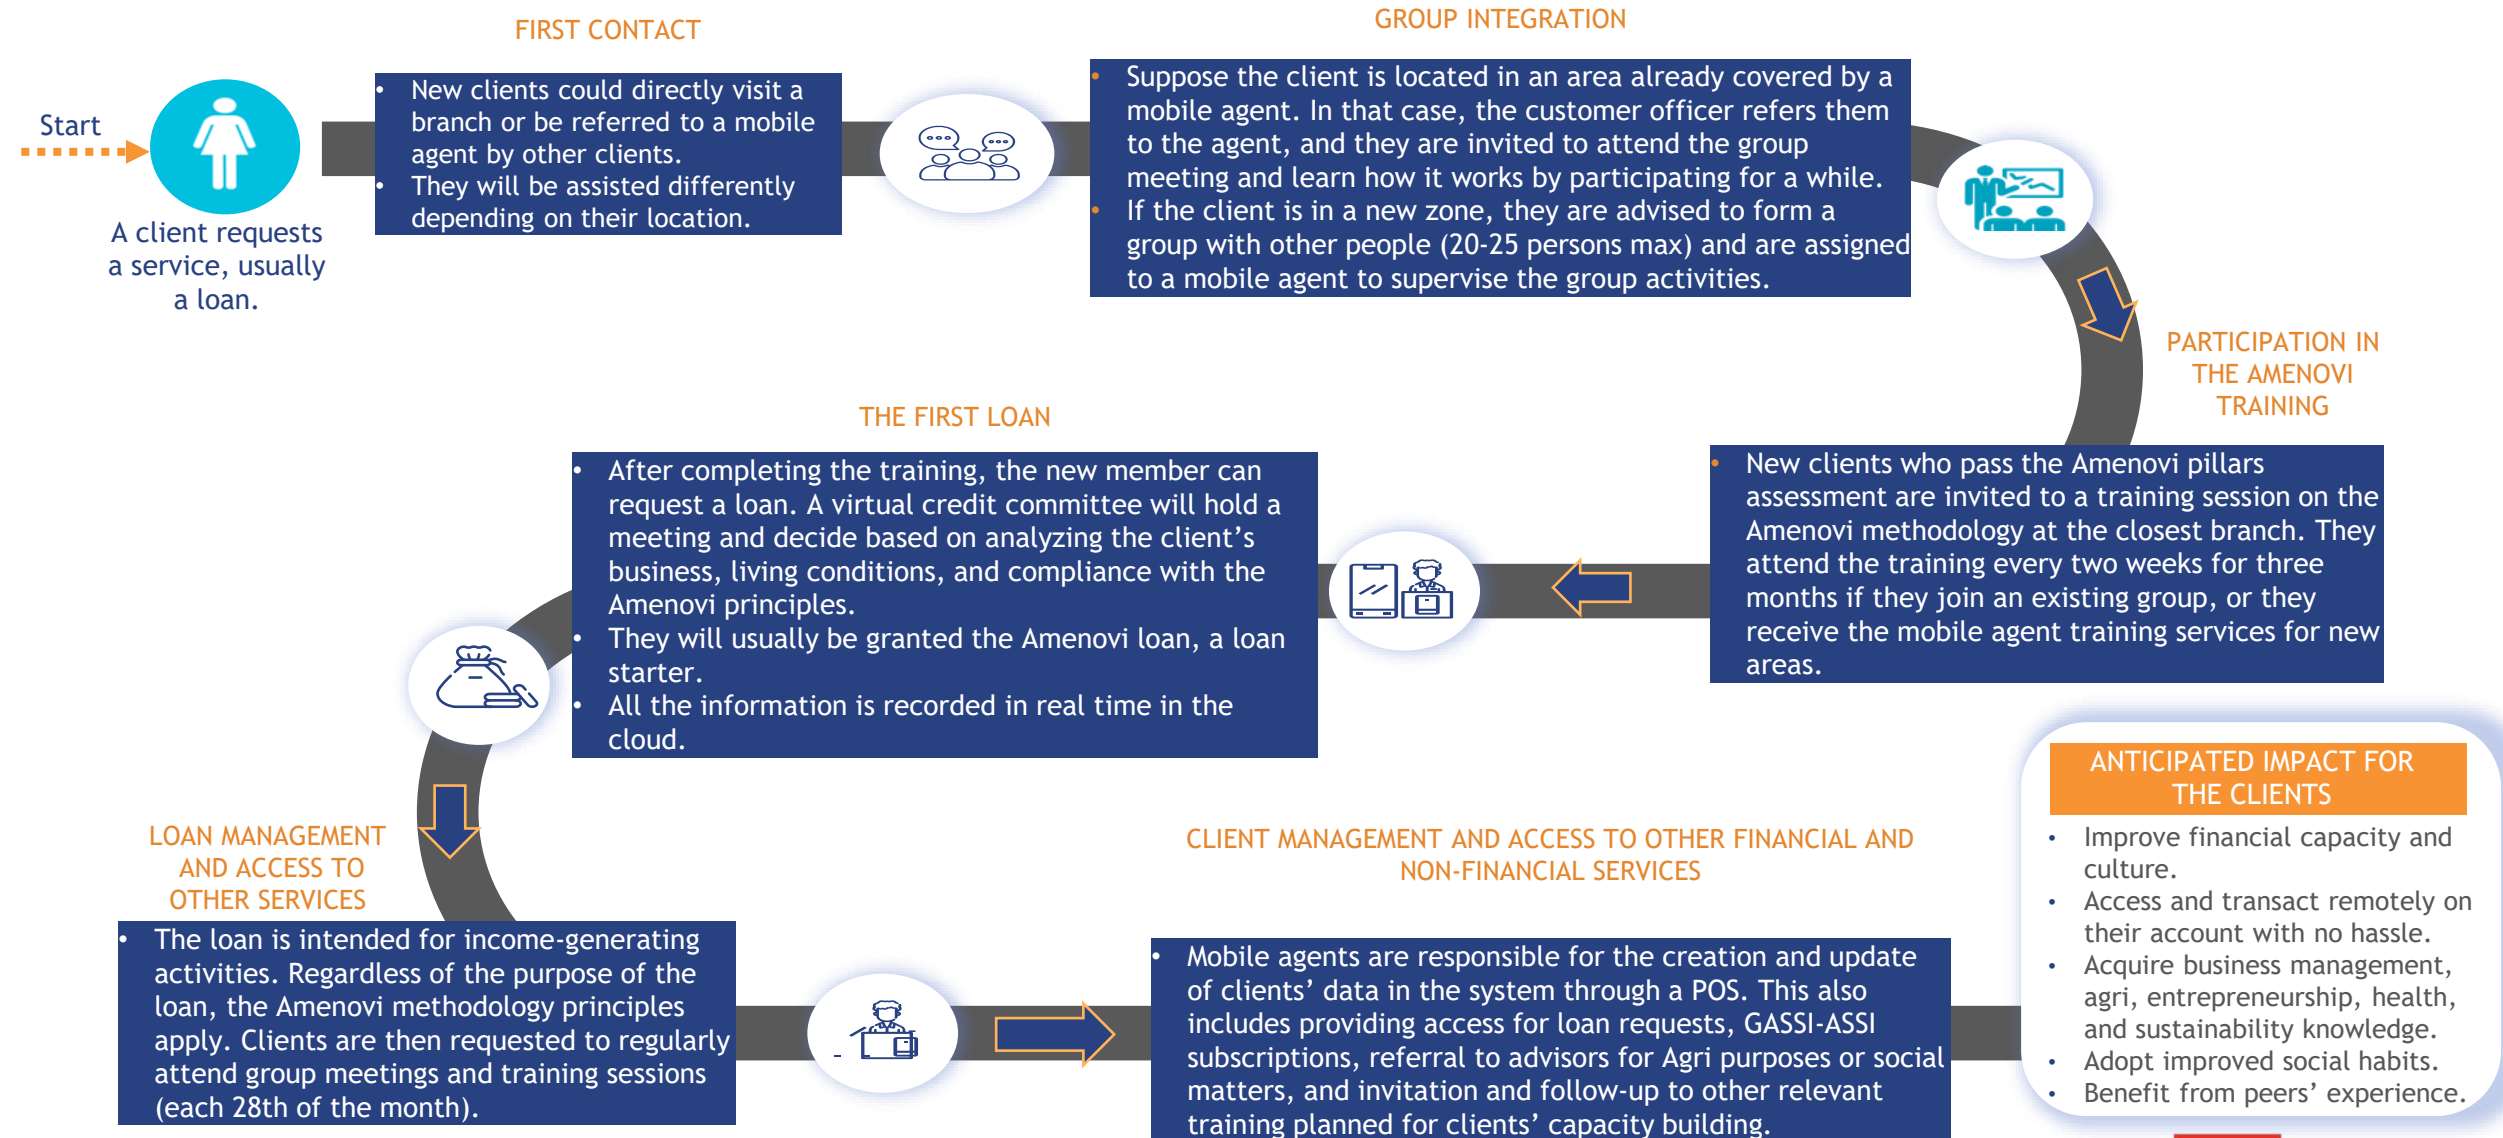 FIRST CONTACT
GROUP INTEGRATION
Start
A client requests
a service, usually
a loan.
• New clients could directly visit a
branch or be referred to a mobile
agent by other clients.
• They will be assisted differently
depending on their location.
• Suppose the client is located in an area already covered by a
mobile agent. In that case, the customer officer refers them
to the agent, and they are invited to attend the group
meeting and learn how it works by participating for a while.
• If the client is in a new zone, they are advised to form a
group with other people (20-25 persons max) and are assigned
to a mobile agent to supervise the group activities.
PARTICIPATION IN
THE AMENOVI
TRAINING
• New clients who pass the Amenovi pillars
assessment are invited to a training session on the
Amenovi methodology at the closest branch. They
attend the training every two weeks for three
months if they join an existing group, or they
receive the mobile agent training services for new
areas.
THE FIRST LOAN
• After completing the training, the new member can
request a loan. A virtual credit committee will hold a
meeting and decide based on analyzing the client’s
business, living conditions, and compliance with the
Amenovi principles.
• They will usually be granted the Amenovi loan, a loan
starter.
• All the information is recorded in real time in the
cloud.
LOAN MANAGEMENT
AND ACCESS TO
OTHER SERVICES
• The loan is intended for income-generating
activities. Regardless of the purpose of the
loan, the Amenovi methodology principles
apply. Clients are then requested to regularly
attend group meetings and training sessions
(each 28th of the month).
CLIENT MANAGEMENT AND ACCESS TO OTHER FINANCIAL AND
NON-FINANCIAL SERVICES
• Mobile agents are responsible for the creation and update
of clients’ data in the system through a POS. This also
includes providing access for loan requests, GASSI-ASSI
subscriptions, referral to advisors for Agri purposes or social
matters, and invitation and follow-up to other relevant
training planned for clients’ capacity building.
ANTICIPATED IMPACT FOR
THE CLIENTS
• Improve financial capacity and
culture.
• Access and transact remotely on
their account with no hassle.
• Acquire business management,
agri, entrepreneurship, health,
and sustainability knowledge.
• Adopt improved social habits.
• Benefit from peers’ experience.